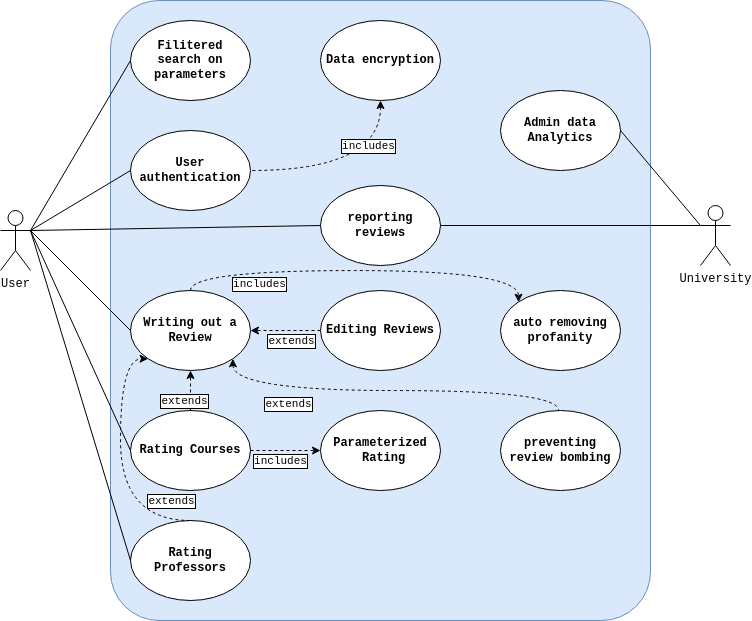 Filitered
search on
parameters
Data encryption
Admin data
Analytics
includes
User
authentication
reporting
reviews
User
University
includes
Writing out a
Review
Editing Reviews
auto removing
profanity
extends
extends
extends
Rating Courses
includes
Parameterized
Rating
preventing
review bombing
extends
Rating
Professors